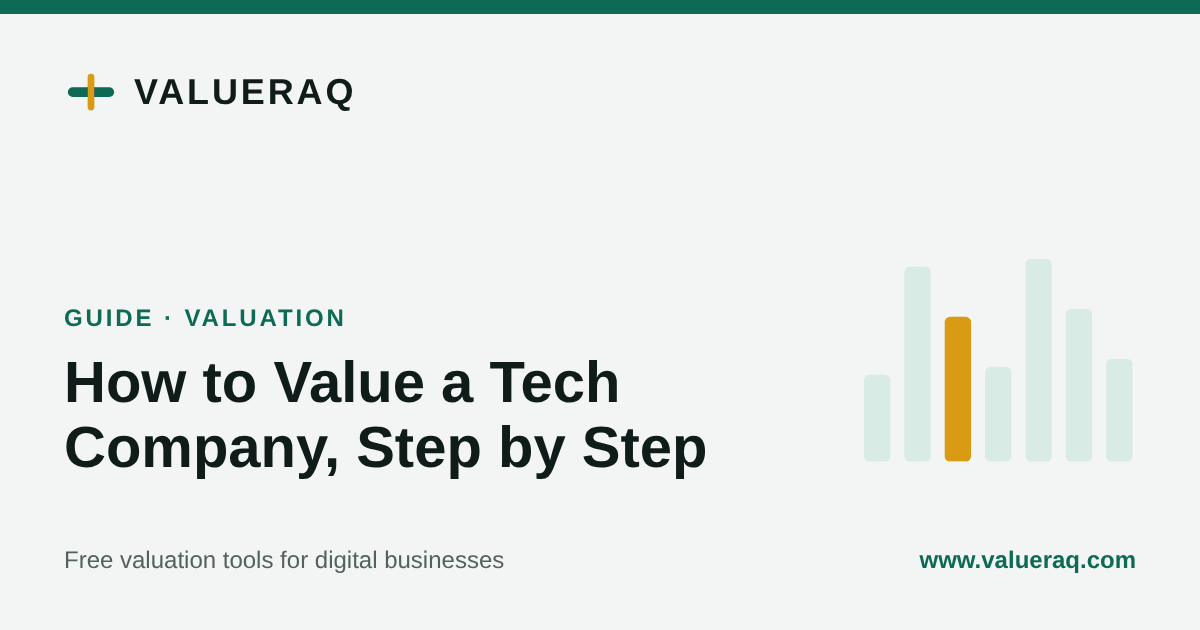 VALUERAQ
GUIDE · VALUATION
How to Value a Tech
Company, Step by Step
Free valuation tools for digital businesses
www.valueraq.com